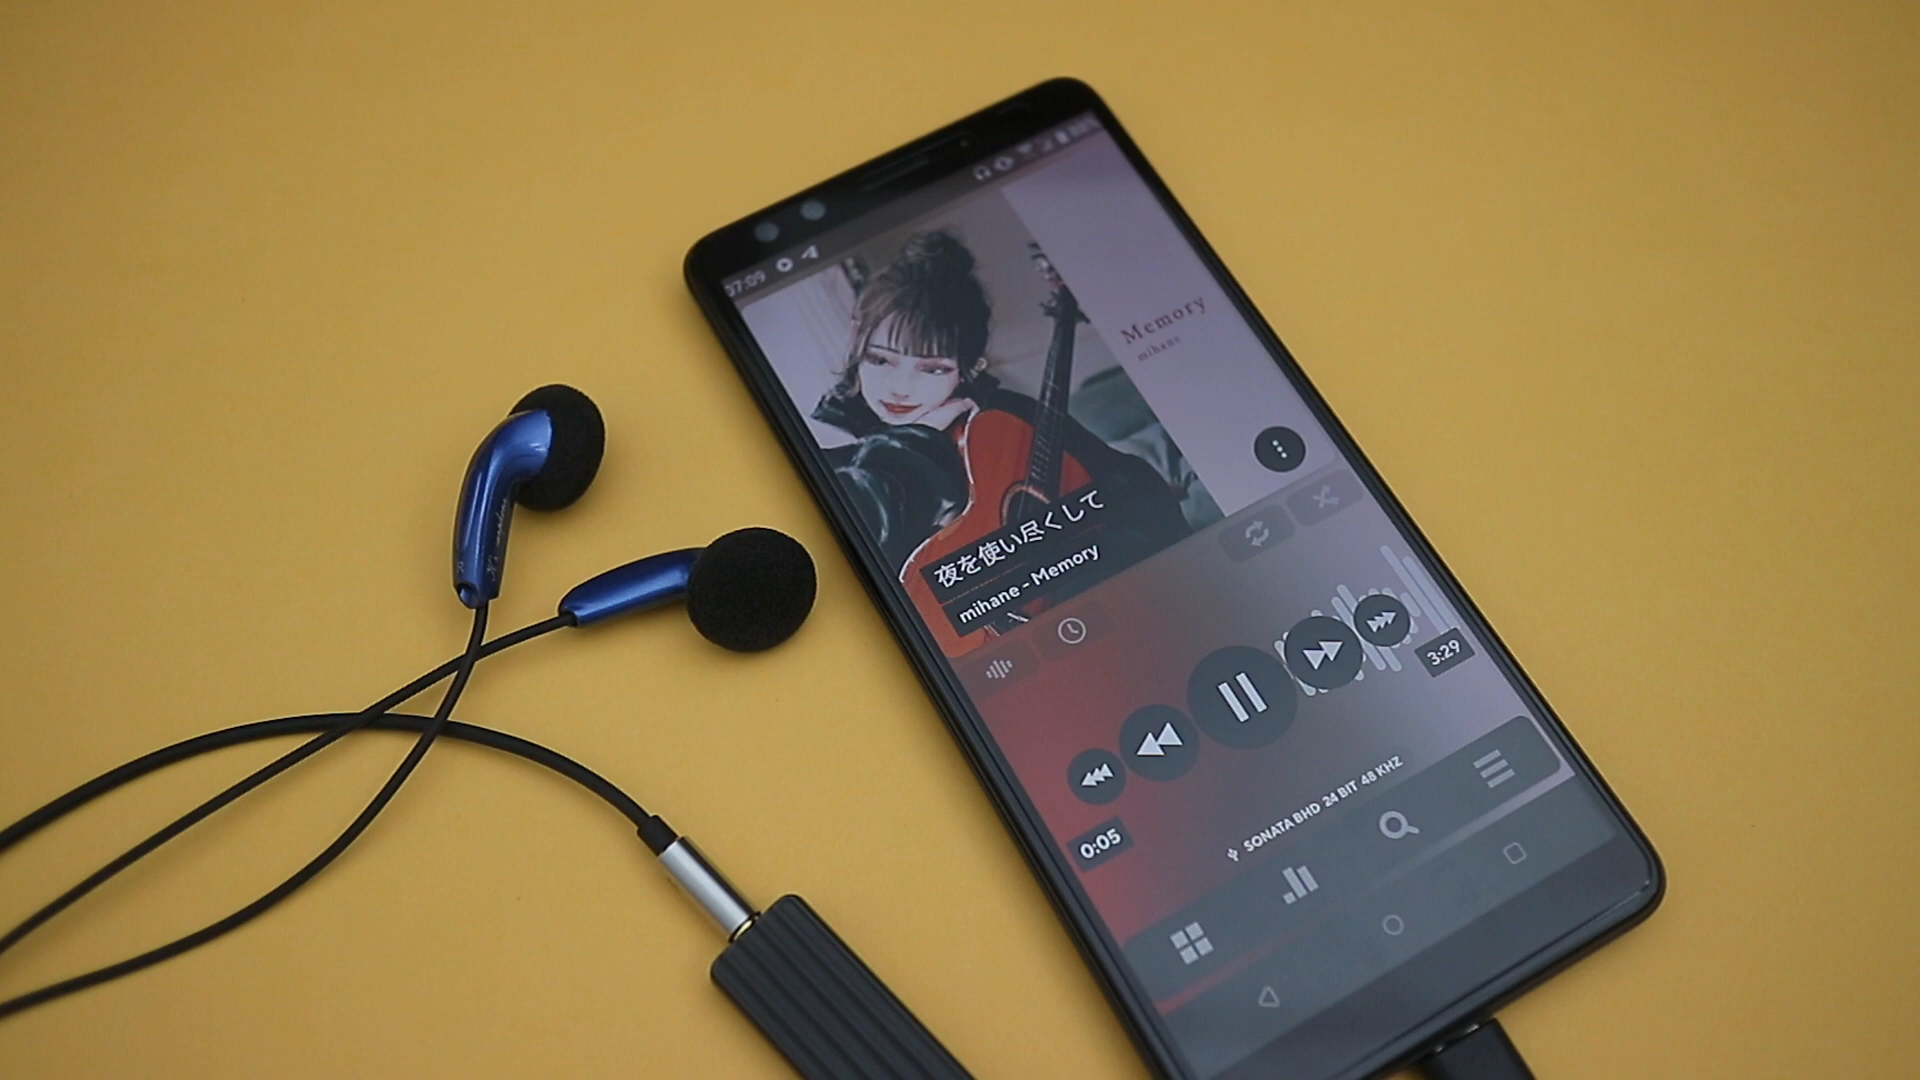 07:09
Memory
mihane
夜を使い尽くして
mihane - Memory
3:29
0:05
SONATA BHD 24 BIT 48 KHZ
R